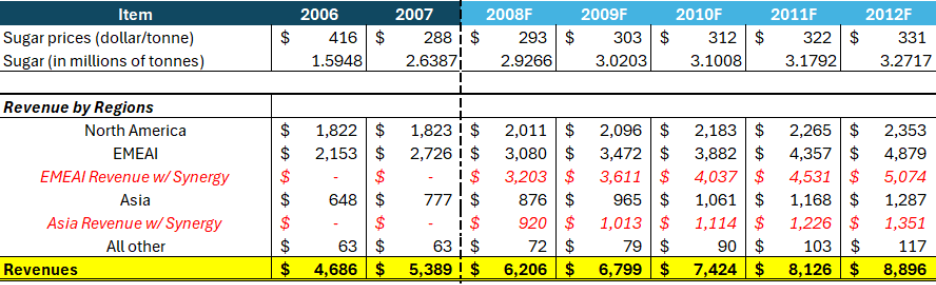 Item 2006 2007 2008F 2009F 2010F 2011F 2012F
Sugar prices (dollar/tonne) $ 416 $ 288 $ 293 $ 303 $ 312 $ 322 $ 331
Sugar (in millions of tonnes) 1.5948 2.6387 2.9266 3.0203 3.1008 3.1792 3.2717
Revenue by Regions
North America $ 1,822 $ 1,823 $ 2,011 $ 2,096 $ 2,183 $ 2,265 $ 2,353
EMEAI $ 2,153 $ 2,726 $ 3,080 $ 3,472 $ 3,882 $ 4,357 $ 4,879
EMEAI Revenue w/ Synergy $ - $ - $ 3,203 $ 3,611 $ 4,037 $ 4,531 $ 5,074
Asia $ 648 $ 777 $ 876 $ 965 $ 1,061 $ 1,168 $ 1,287
Asia Revenue w/ Synergy $ - $ - $ 920 $ 1,013 $ 1,114 $ 1,226 $ 1,351
All other $ 63 $ 63 $ 72 $ 79 $ 90 $ 103 $ 117
Revenues $ 4,686 $ 5,389 $ 6,206 $ 6,799 $ 7,424 $ 8,126 $ 8,896